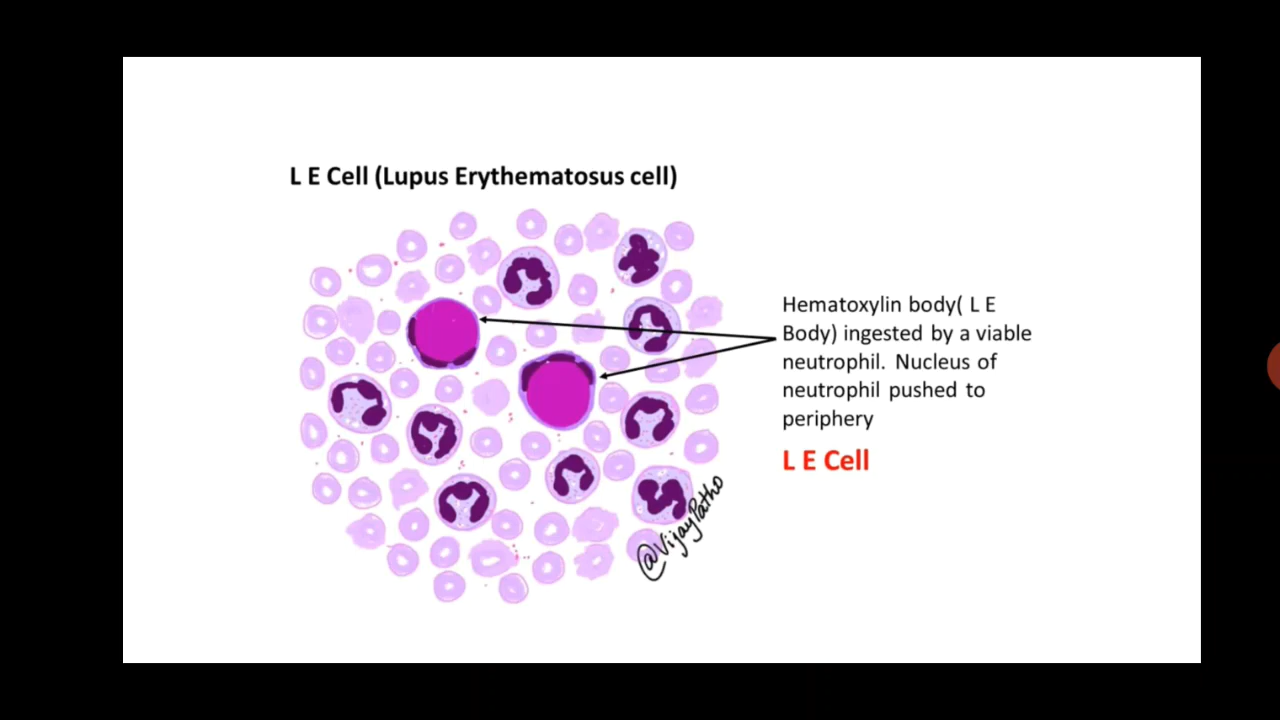 L E Cell (Lupus Erythematosus cell)
Hematoxylin body( L E
Body) ingested by a viable
neutrophil. Nucleus of
neutrophil pushed to
periphery
L E Cell
@VijayPatho